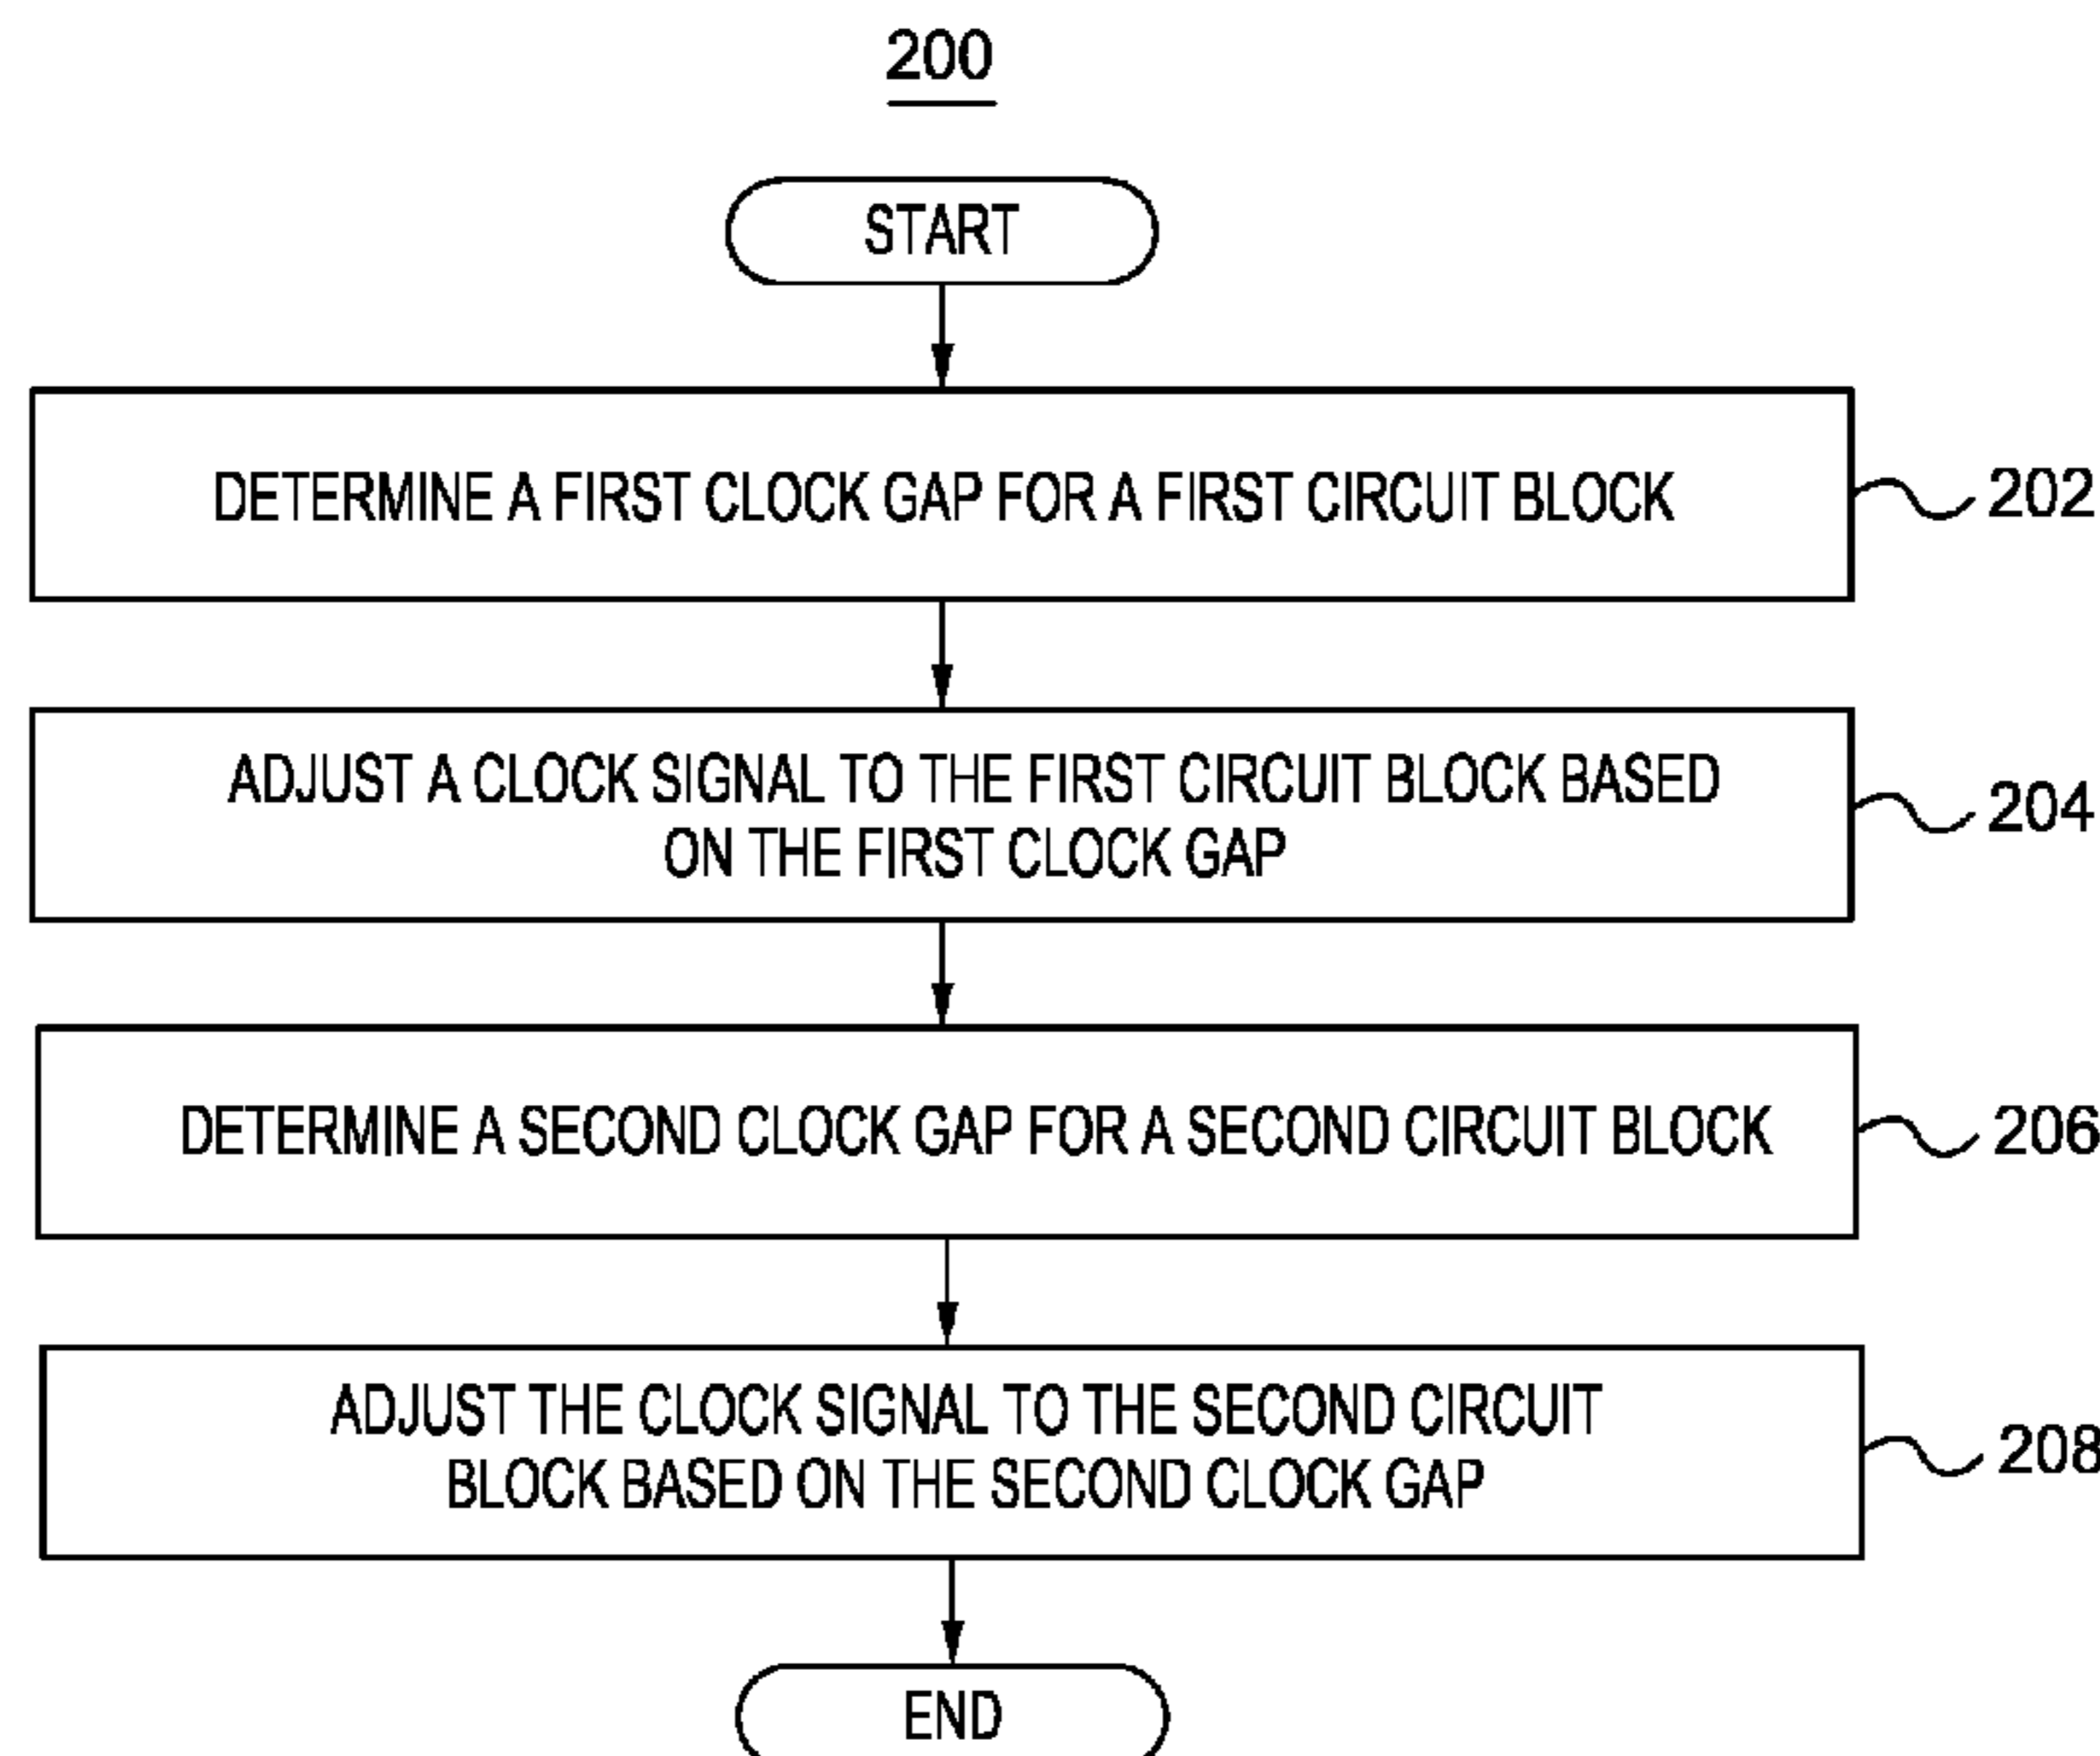 200
START
DETERMINE A FIRST CLOCK GAP FOR A FIRST CIRCUIT BLOCK
202
ADJUST A CLOCK SIGNAL TO THE FIRST CIRCUIT BLOCK BASED
ON THE FIRST CLOCK GAP
204
DETERMINE A SECOND CLOCK GAP FOR A SECOND CIRCUIT BLOCK
206
ADJUST THE CLOCK SIGNAL TO THE SECOND CIRCUIT
BLOCK BASED ON THE SECOND CLOCK GAP
208
END